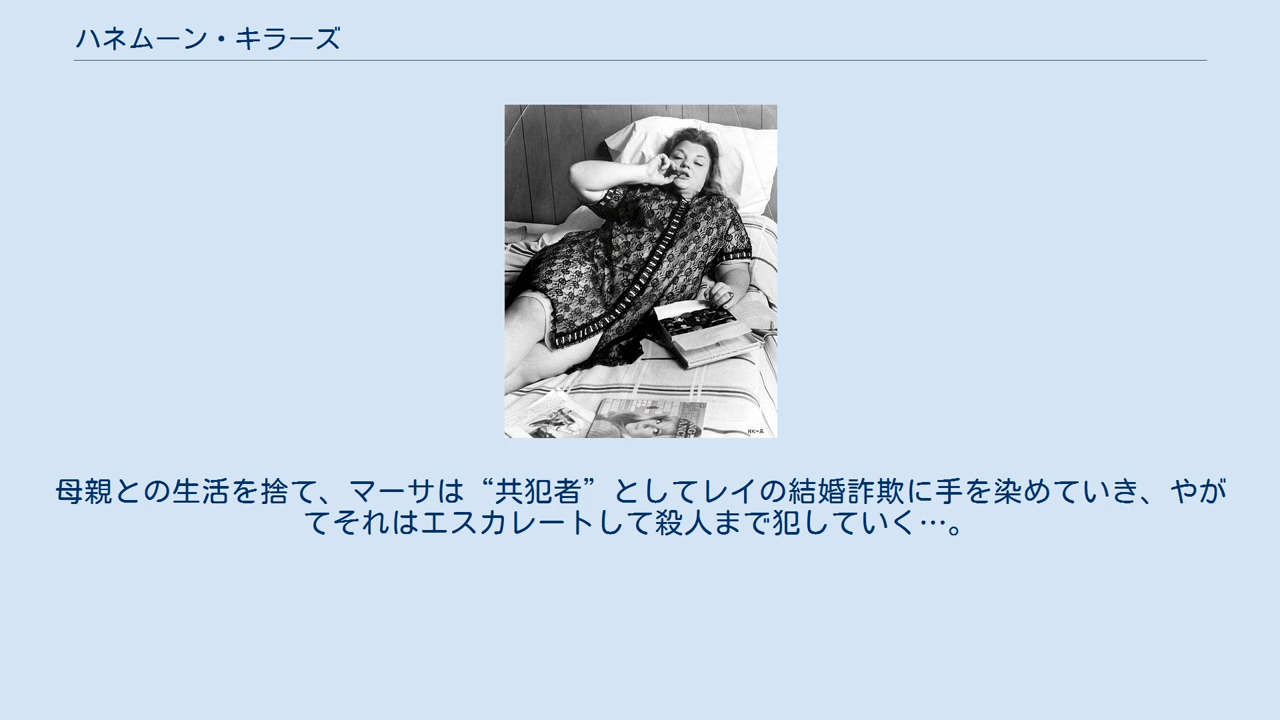 ハネムーン・キラーズ
HK-2
母親との生活を捨て、マーサは“共犯者”としてレイの結婚詐欺に手を染めていき、やが
てそれはエスカレートして殺人まで犯していく…。